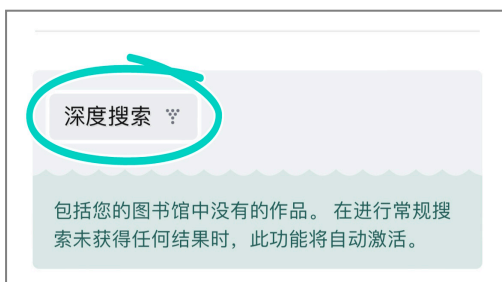 深度搜索
包括您的图书馆中没有的作品。 在进行常规搜
索未获得任何结果时，此功能将自动激活。